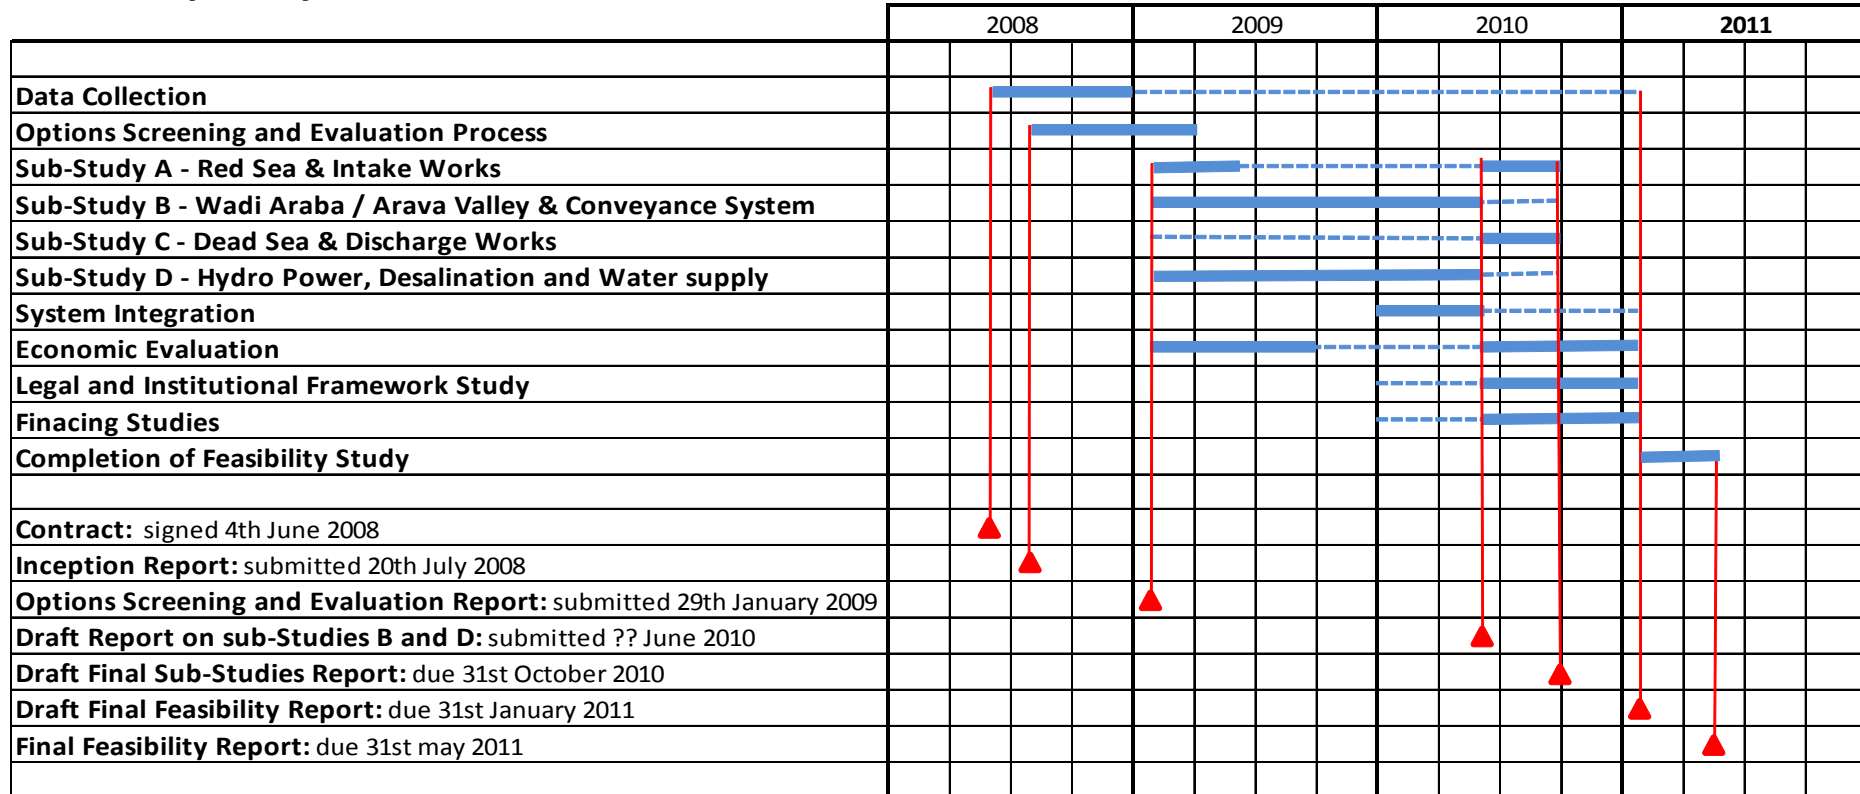 2008 2009 2010 2011
Data Collection
Options Screening and Evaluation Process
Sub-Study A - Red Sea & Intake Works
Sub-Study B - Wadi Araba / Arava Valley & Conveyance System
Sub-Study C - Dead Sea & Discharge Works
Sub-Study D - Hydro Power, Desalination and Water supply
System Integration
Economic Evaluation
Legal and Institutional Framework Study
Finacing Studies
Completion of Feasibility Study
Contract: signed 4th June 2008
Inception Report: submitted 20th July 2008
Options Screening and Evaluation Report: submitted 29th January 2009
Draft Report on sub-Studies B and D: submitted ?? June 2010
Draft Final Sub-Studies Report: due 31st October 2010
Draft Final Feasibility Report: due 31st January 2011
Final Feasibility Report: due 31st may 2011